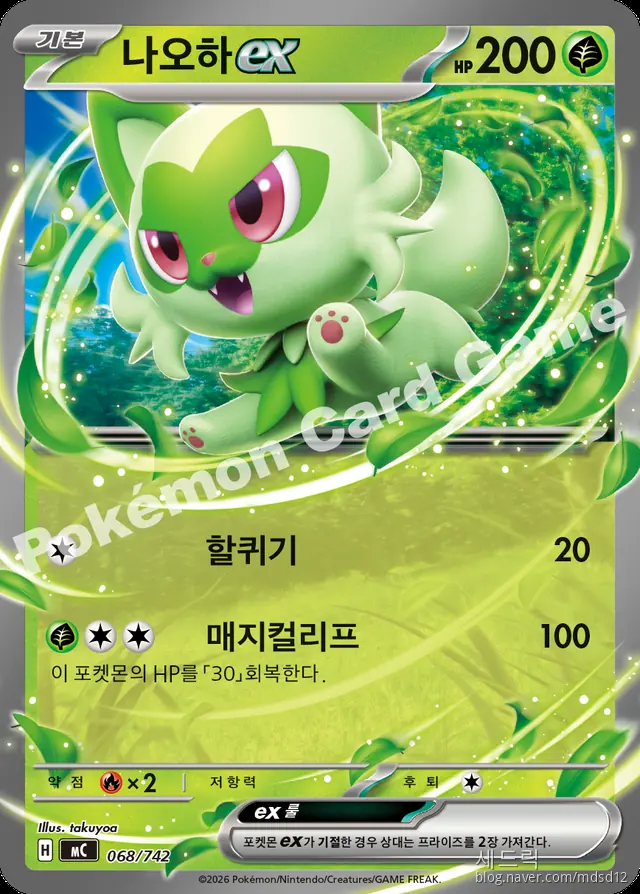 기본 나오하 ex HP 200
Pokémon Card Game
할퀴기 20
매지컬리프 100
이 포켓몬의 HP를 「30」회복한다.
약점 ×2 저항력 후퇴
ex 룰
포켓몬 ex가 기절한 경우 상대는 프라이즈를 2장 가져간다.
Illus. takuyoa
H MC 068/742
©2026 Pokémon/Nintendo/Creatures/GAME FREAK.
세드릭
blog.naver.com/mdsd12